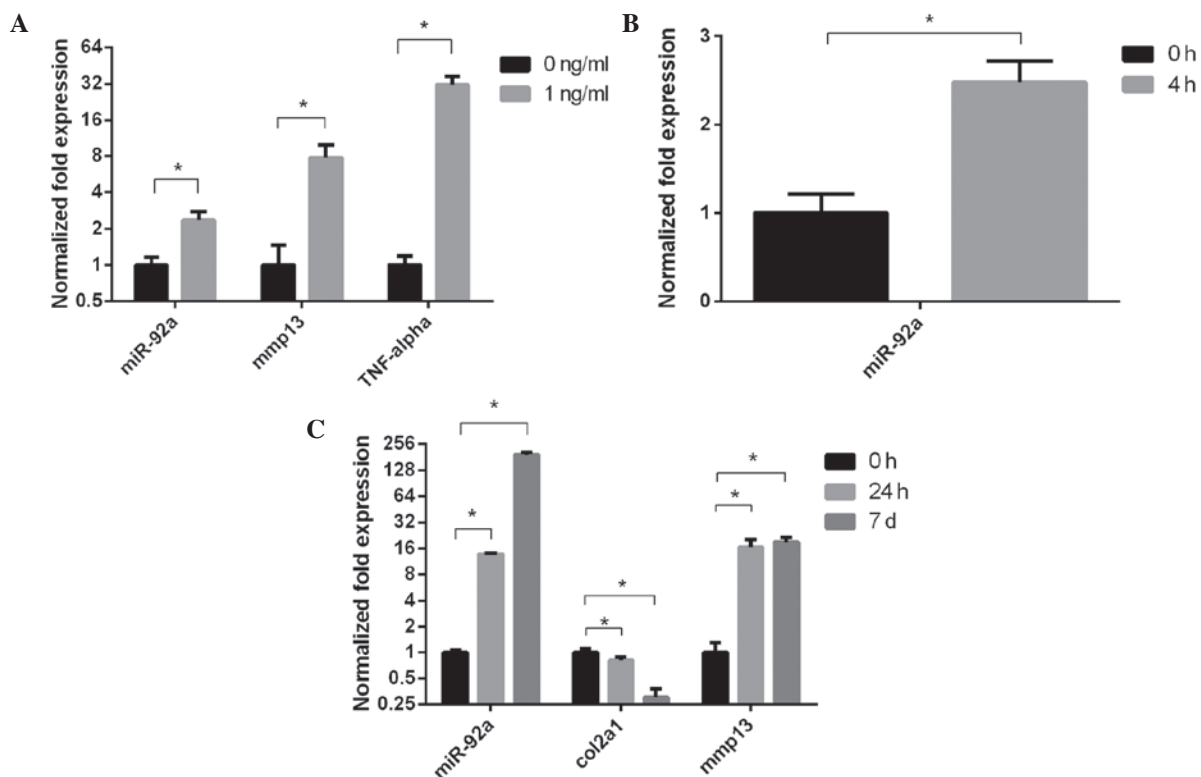 A
Normalized fold expression
64
32
16
8
4
2
1
0.5
*
*
*
miR-92a
mmp13
TNF-alpha
0 ng/ml
1 ng/ml
B
Normalized fold expression
3
2
1
0
*
miR-92a
0 h
4 h
C
Normalized fold expression
256
128
64
32
16
8
4
2
1
0.5
0.25
*
*
*
*
*
*
miR-92a
col2a1
mmp13
0 h
24 h
7 d